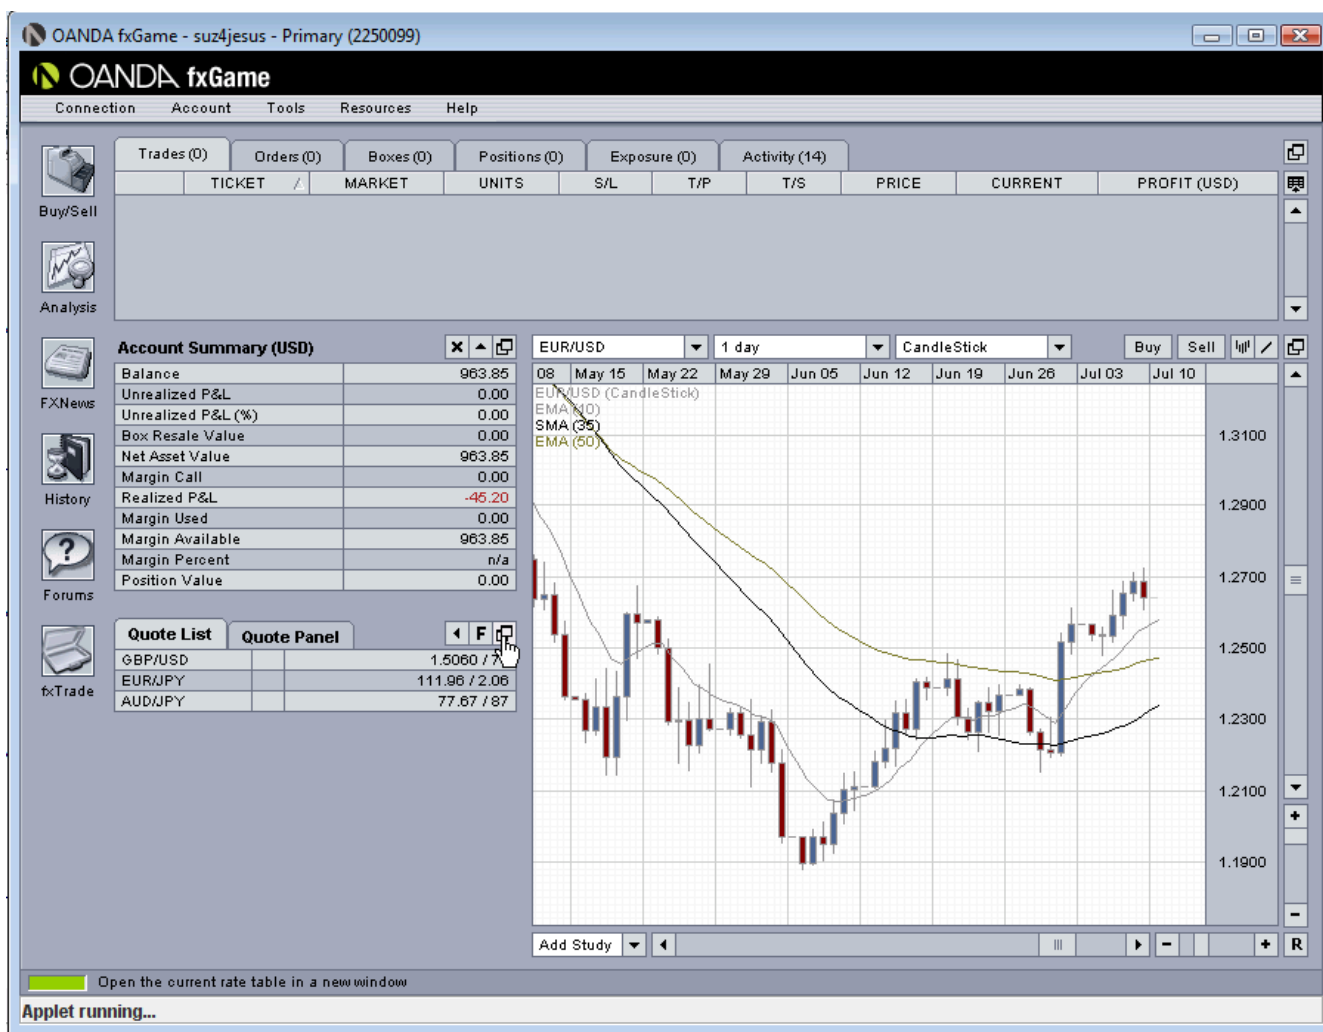 OANDA fxGame - suz4jesus - Primary (2250099)
OANDA fxGame
Connection Account Tools Resources Help
Trades (0) Orders (0) Boxes (0) Positions (0) Exposure (0) Activity (14)
TICKET MARKET UNITS S/L T/P T/S PRICE CURRENT PROFIT (USD)
Buy/Sell
Analysis
FXNews
History
Forums
fxTrade
Account Summary (USD)
Balance 963.85
Unrealized P&L 0.00
Unrealized P&L (%) 0.00
Box Resale Value 0.00
Net Asset Value 963.85
Margin Call 0.00
Realized P&L -45.20
Margin Used 0.00
Margin Available 963.85
Margin Percent n/a
Position Value 0.00
Quote List Quote Panel F
GBP/USD 1.5060 /
EUR/JPY 111.96 / 2.06
AUD/JPY 77.67 / 87
EUR/USD 1 day CandleStick Buy Sell
08 May 15 May 22 May 29 Jun 05 Jun 12 Jun 19 Jun 26 Jul 03 Jul 10
EUR/USD (CandleStick)
EMA (10)
SMA (35)
EMA (50)
1.3100
1.2900
1.2700
1.2500
1.2300
1.2100
1.1900
Add Study R
Open the current rate table in a new window
Applet running...